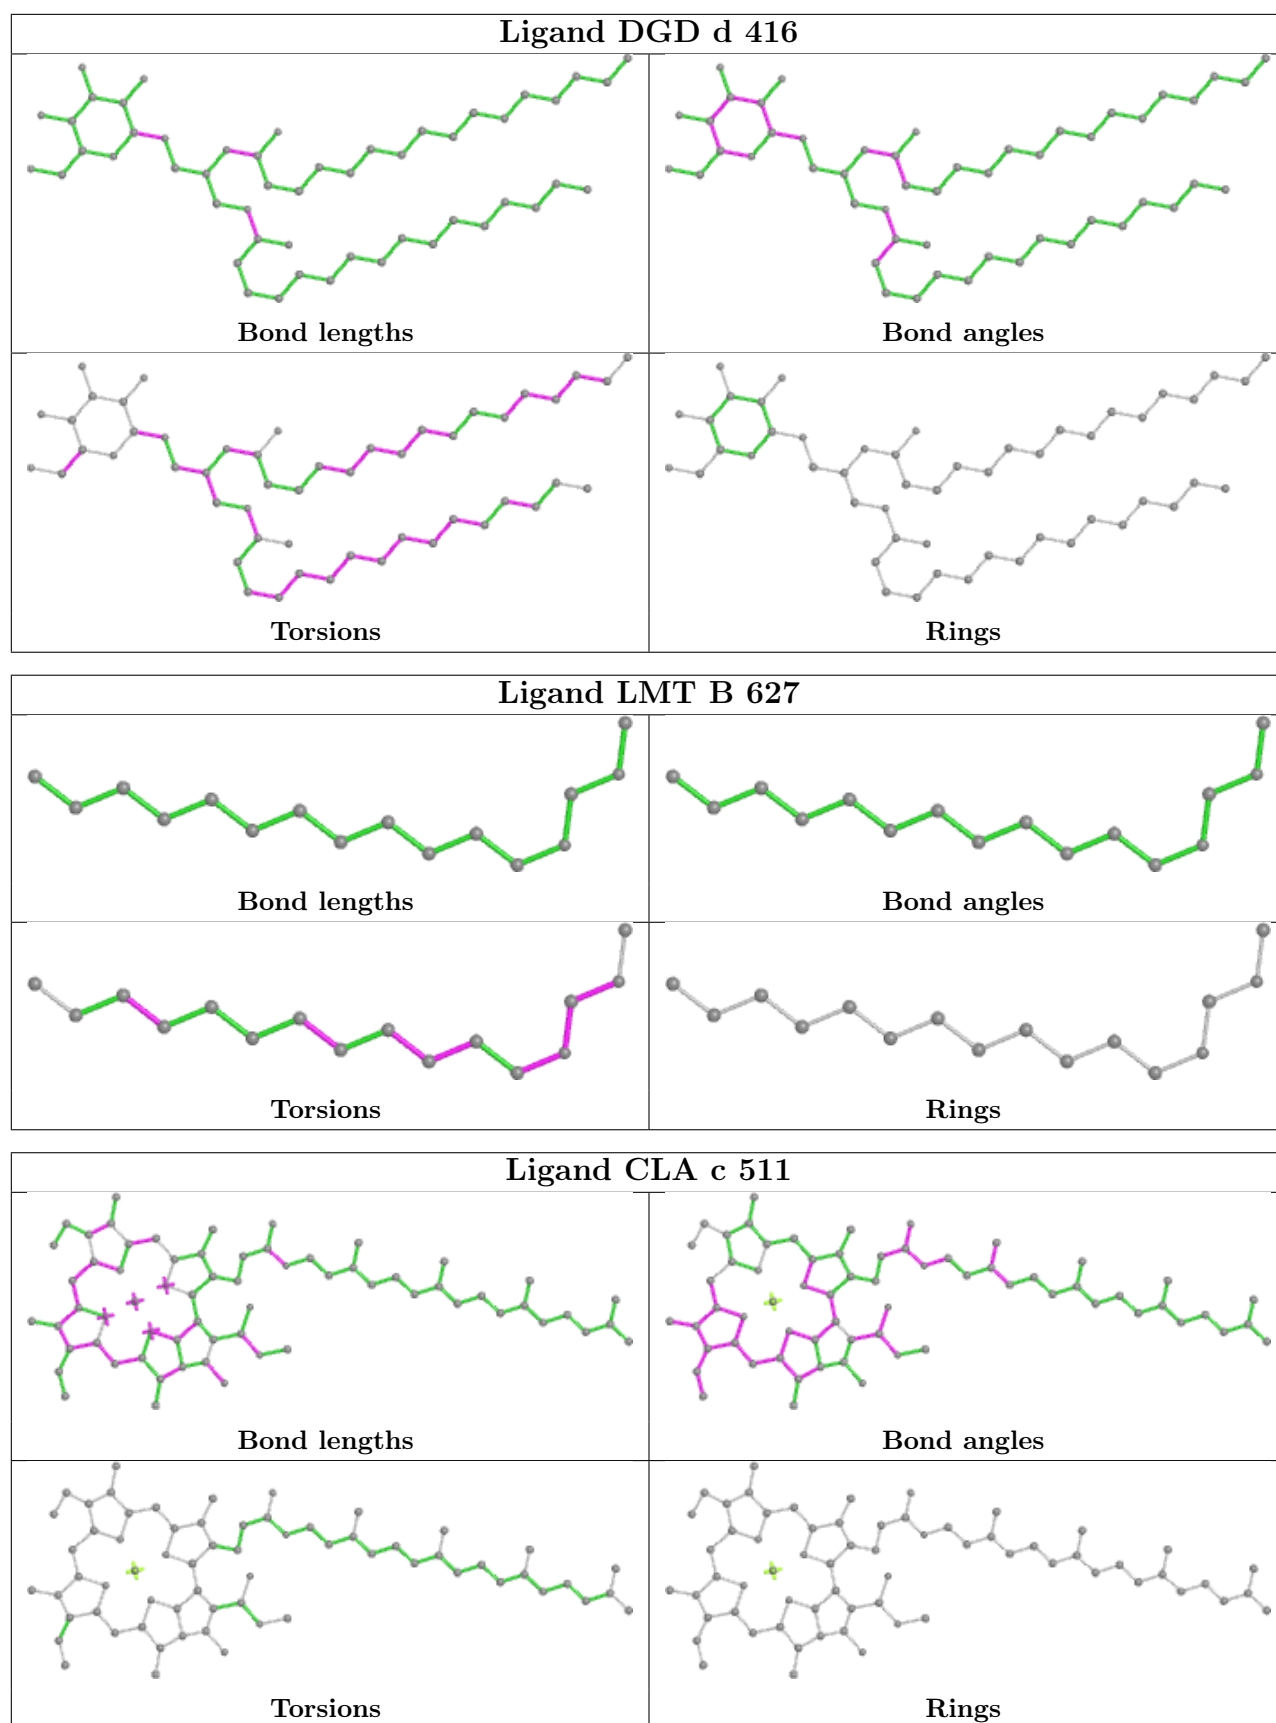 Ligand DGD d 416
Bond lengths
Bond angles
Torsions
Rings
Ligand LMT B 627
Bond lengths
Bond angles
Torsions
Rings
Ligand CLA c 511
Bond lengths
Bond angles
Torsions
Rings